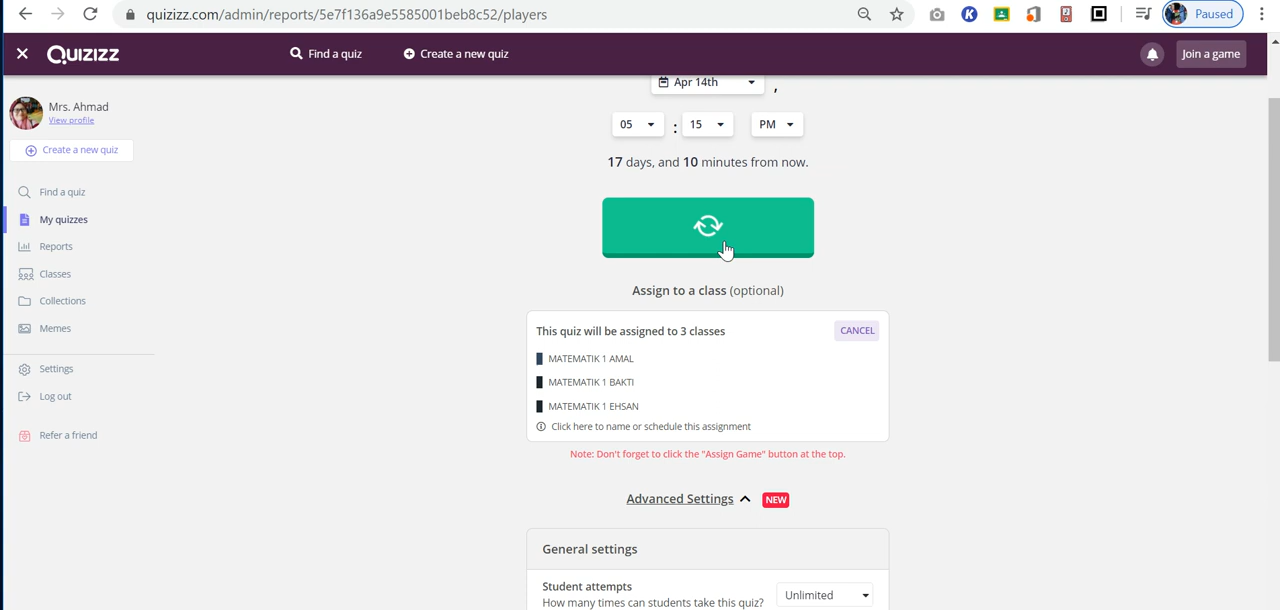 quizizz.com/admin/reports/5e7f136a9e5585001beb8c52/players
Paused
QUIZIZZ
Find a quiz
Create a new quiz
Join a game
Mrs. Ahmad
View profile
Create a new quiz
Find a quiz
My quizzes
Reports
Classes
Collections
Memes
Settings
Log out
Refer a friend
Apr 14th ,
05 : 15 PM
17 days, and 10 minutes from now.
Assign to a class (optional)
This quiz will be assigned to 3 classes CANCEL
MATEMATIK 1 AMAL
MATEMATIK 1 BAKTI
MATEMATIK 1 EHSAN
Click here to name or schedule this assignment
Note: Don't forget to click the "Assign Game" button at the top.
Advanced Settings NEW
General settings
Student attempts
How many times can students take this quiz? Unlimited